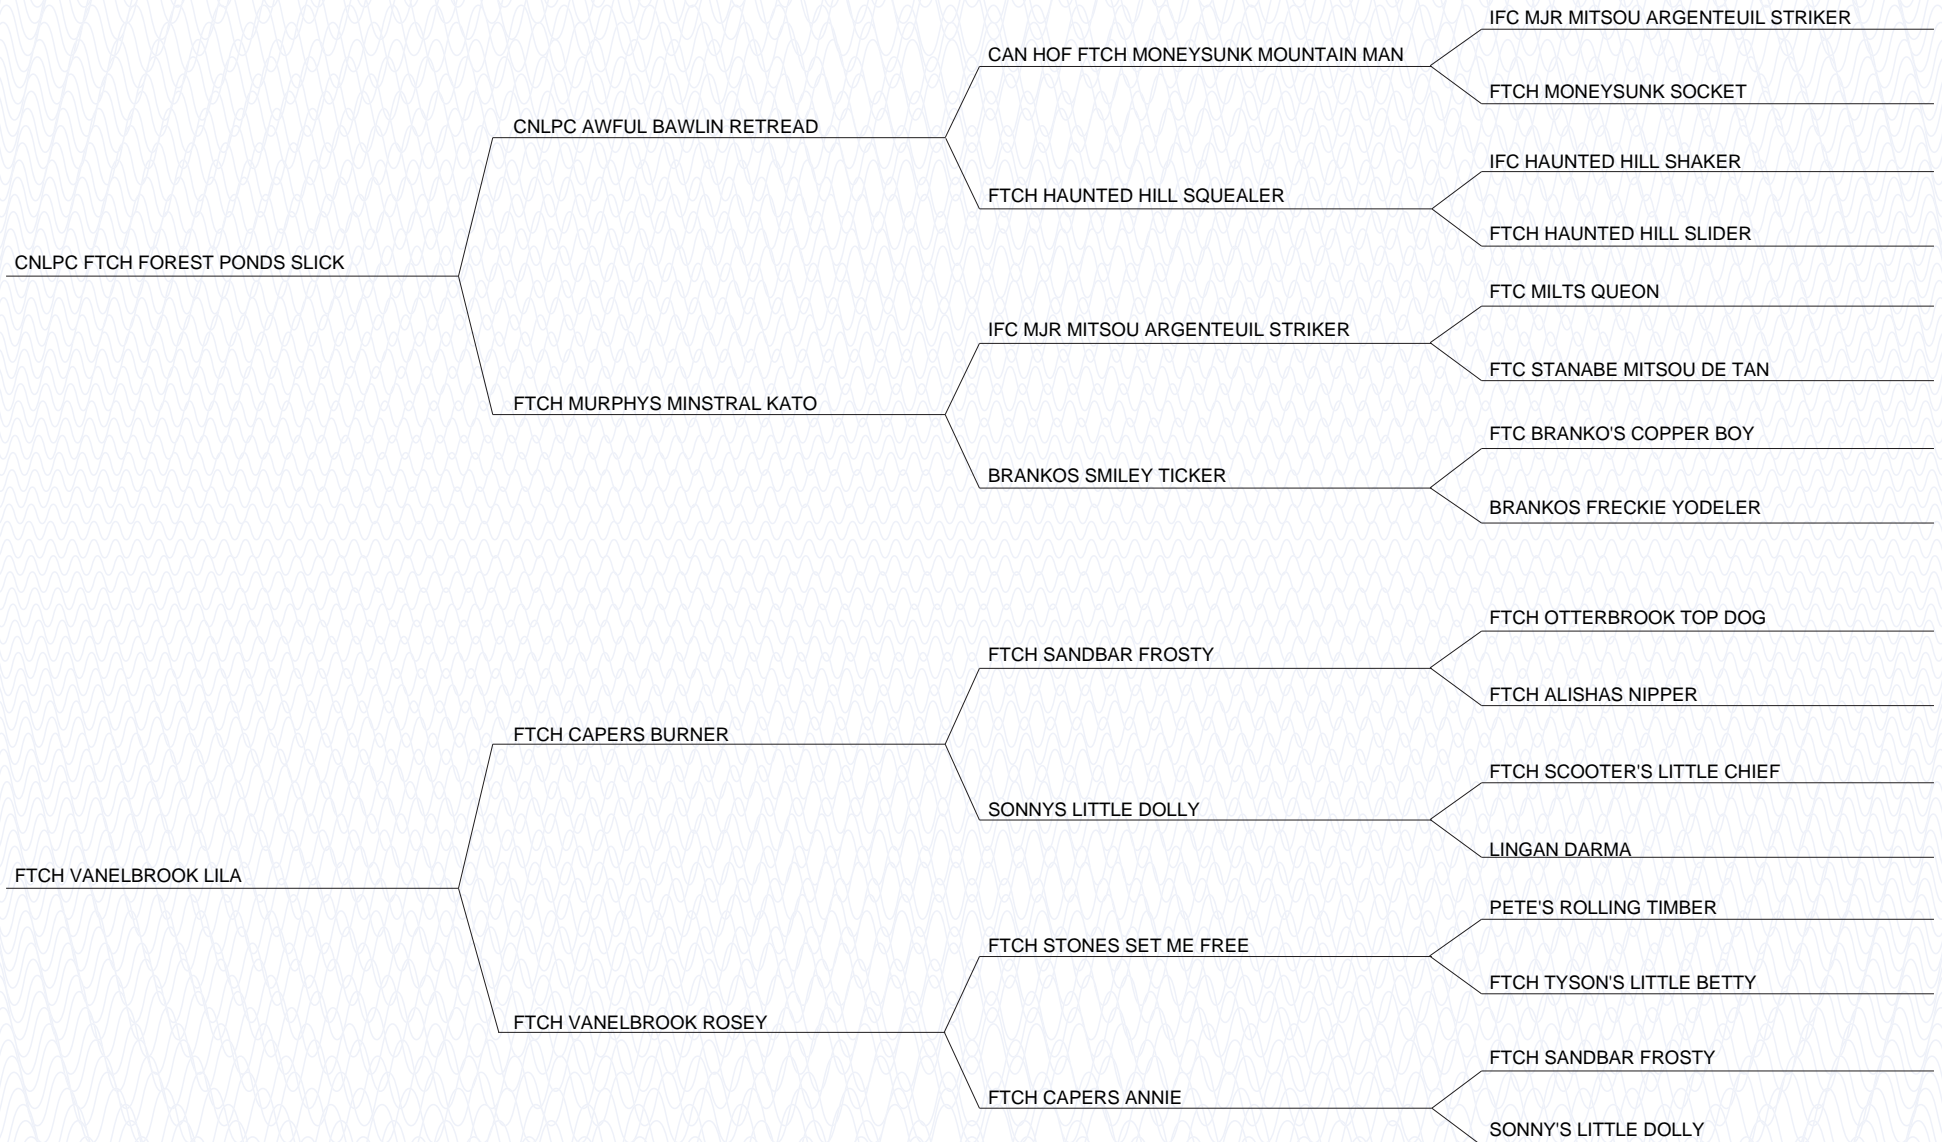 IFC MJR MITSOU ARGENTEUIL STRIKER
CAN HOF FTCH MONEYSUNK MOUNTAIN MAN
FTCH MONEYSUNK SOCKET
CNLPC AWFUL BAWLIN RETREAD
IFC HAUNTED HILL SHAKER
FTCH HAUNTED HILL SQUEALER
FTCH HAUNTED HILL SLIDER
CNLPC FTCH FOREST PONDS SLICK
FTC MILTS QUEON
IFC MJR MITSOU ARGENTEUIL STRIKER
FTC STANABE MITSOU DE TAN
FTCH MURPHYS MINSTRAL KATO
FTC BRANKO'S COPPER BOY
BRANKOS SMILEY TICKER
BRANKOS FRECKIE YODELER
FTCH OTTERBROOK TOP DOG
FTCH SANDBAR FROSTY
FTCH ALISHAS NIPPER
FTCH CAPERS BURNER
FTCH SCOOTER'S LITTLE CHIEF
SONNYS LITTLE DOLLY
LINGAN DARMA
FTCH VANELBROOK LILA
PETE'S ROLLING TIMBER
FTCH STONES SET ME FREE
FTCH TYSON'S LITTLE BETTY
FTCH VANELBROOK ROSEY
FTCH SANDBAR FROSTY
FTCH CAPERS ANNIE
SONNY'S LITTLE DOLLY